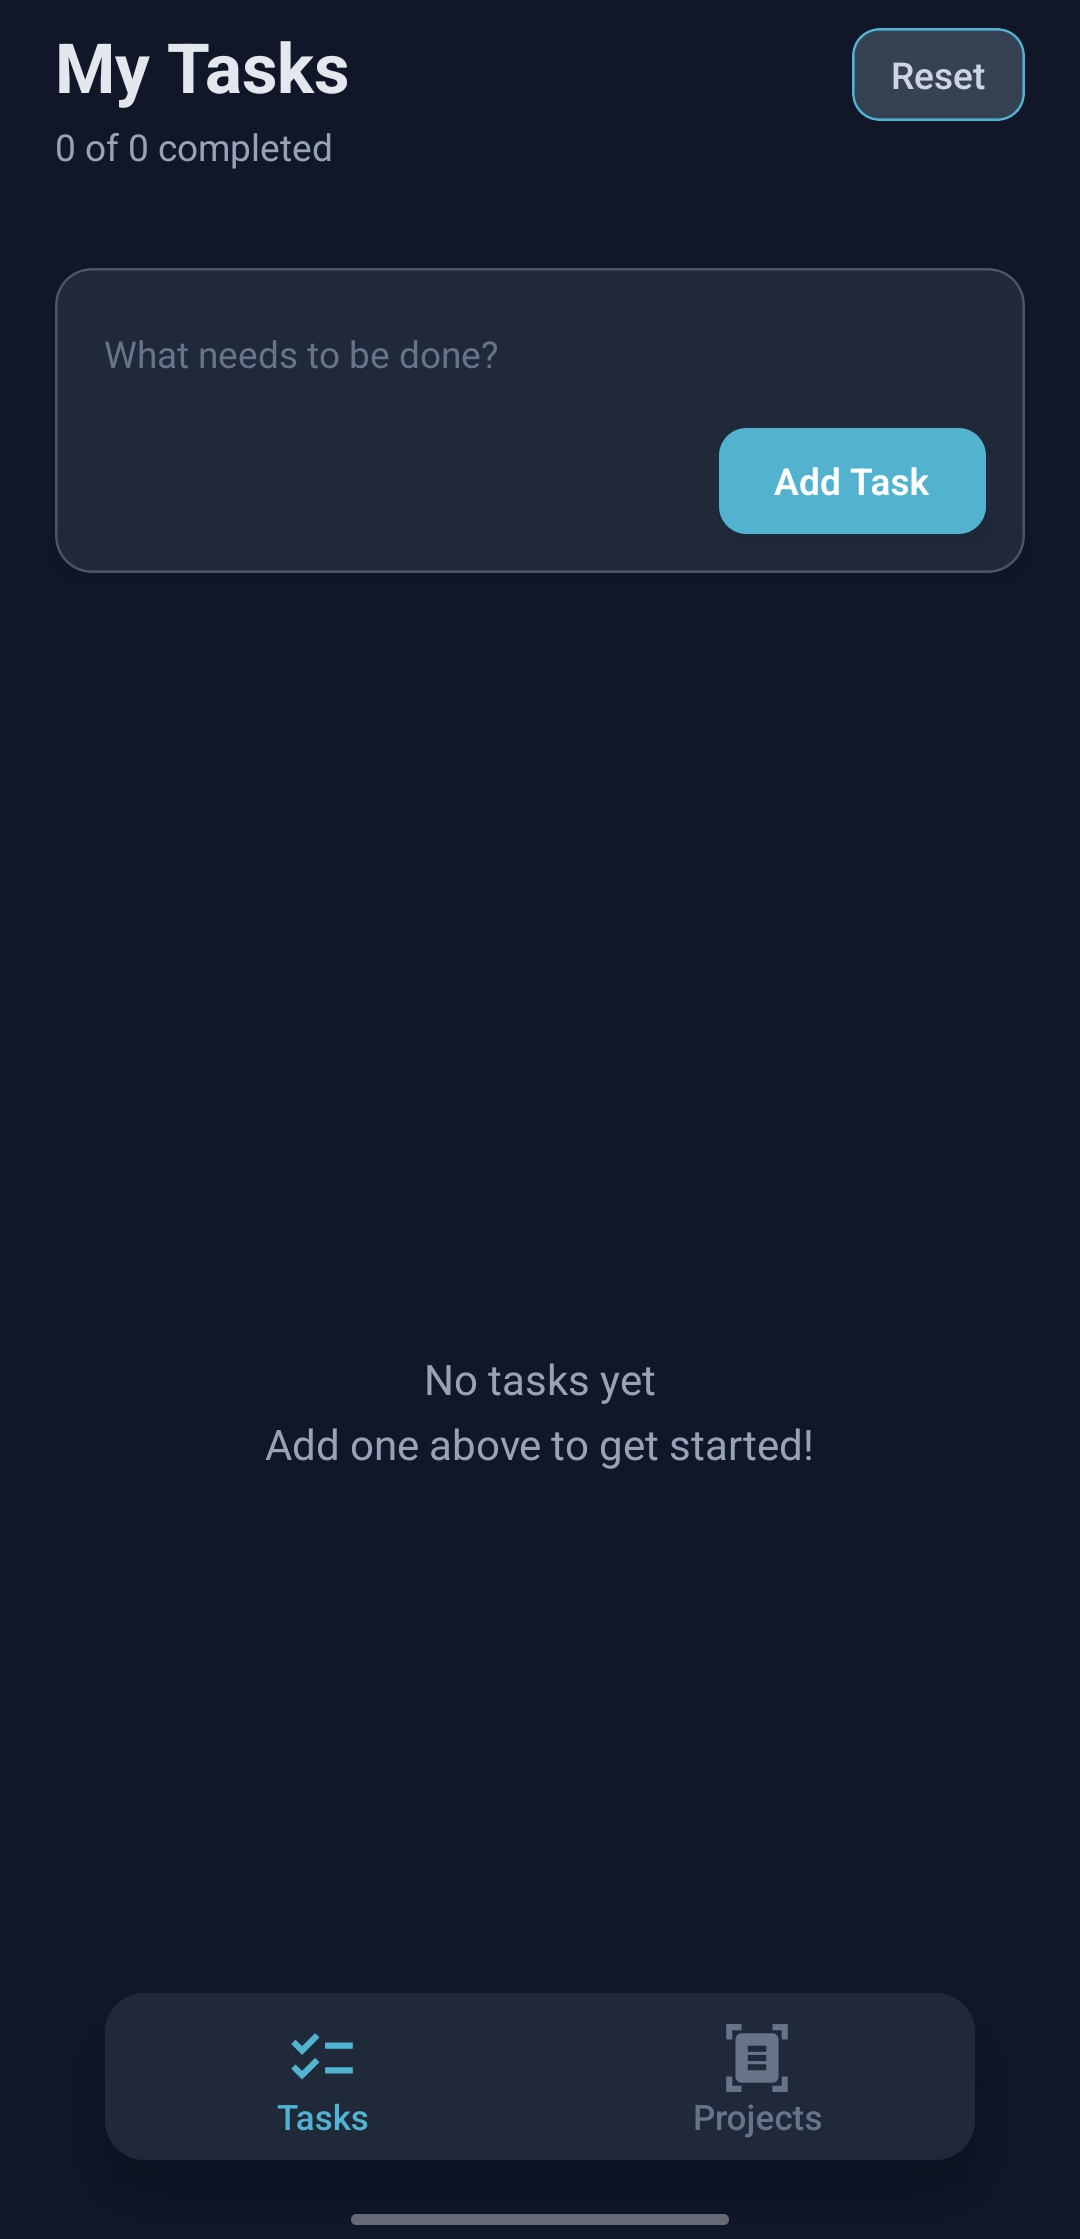 My Tasks
Reset
0 of 0 completed
What needs to be done?
Add Task
No tasks yet
Add one above to get started!
Tasks
Projects